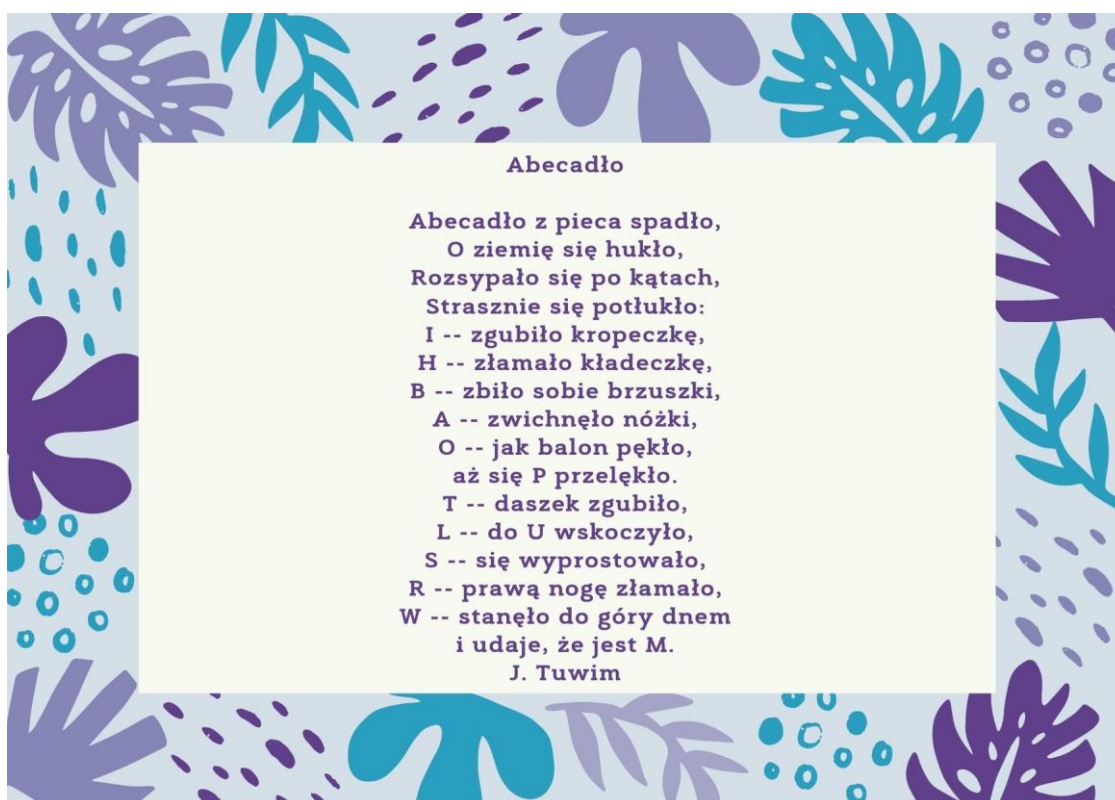 Abecadło
Abecadło z pieca spadło,
O ziemię się hukło,
Rozsypało się po kątach,
Strasznie się potłukło:
I -- zgubiło kropeczkę,
H -- złamało kładeczkę,
B -- zbiło sobie brzuszki,
A -- zwichnęło nóżki,
O -- jak balon pękło,
aż się P przelękło.
T -- daszek zgubiło,
L -- do U wskoczyło,
S -- się wyprostowało,
R -- prawą nogę złamało,
W -- stanęło do góry dnem
i udaje, że jest M.
J. Tuwim